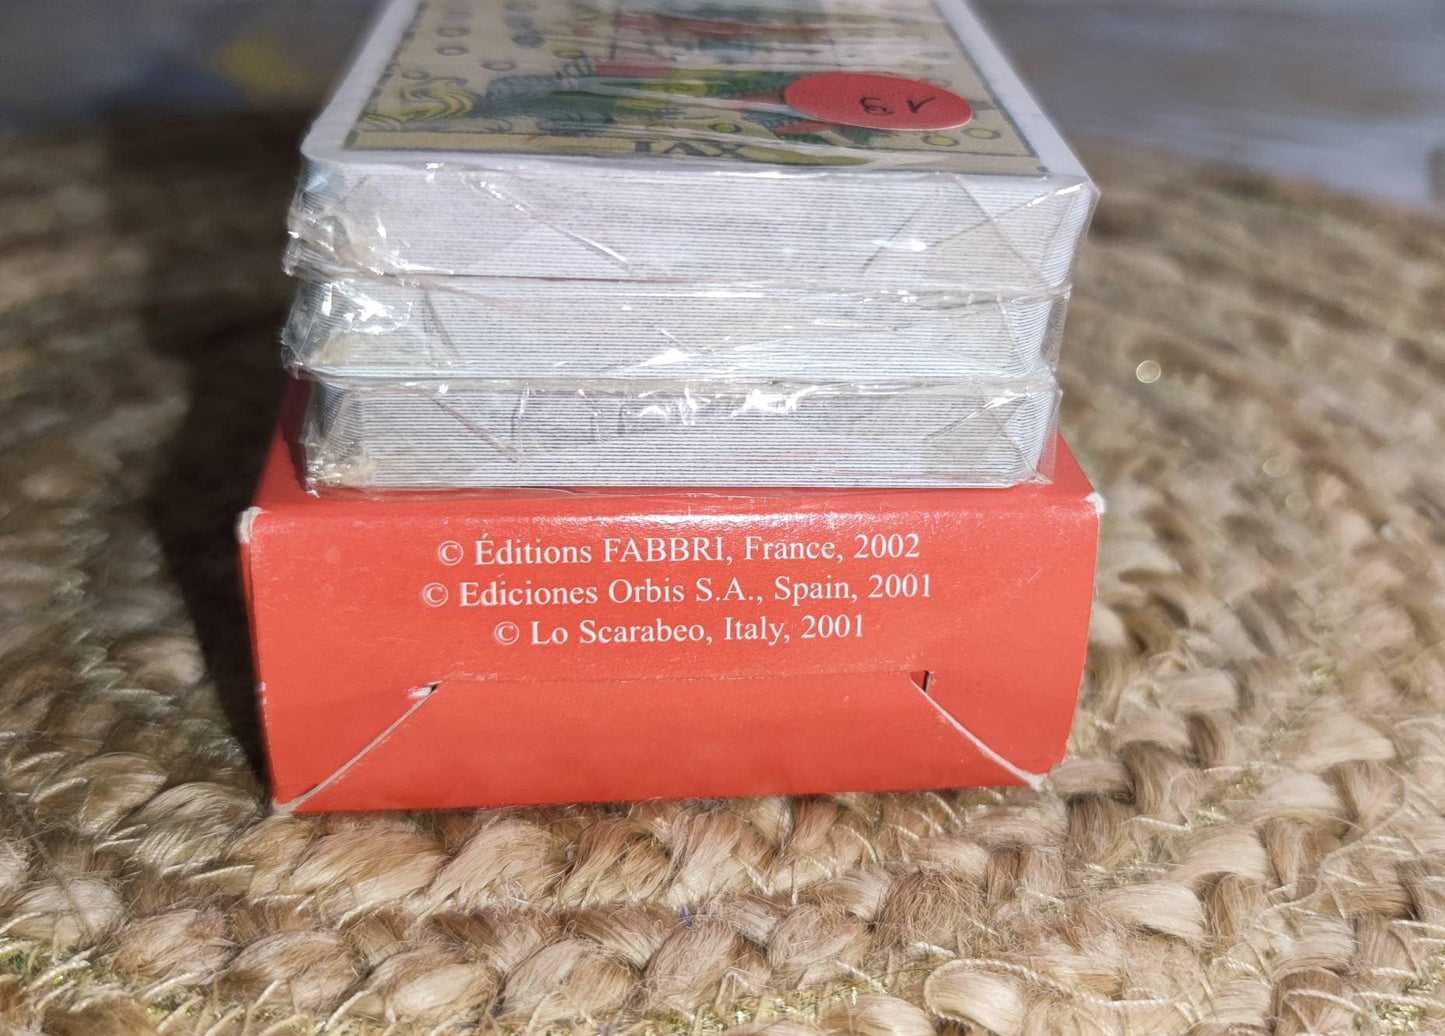 © Éditions FABBRI, France, 2002
© Ediciones Orbis S.A., Spain, 2001
© Lo Scarabeo, Italy, 2001